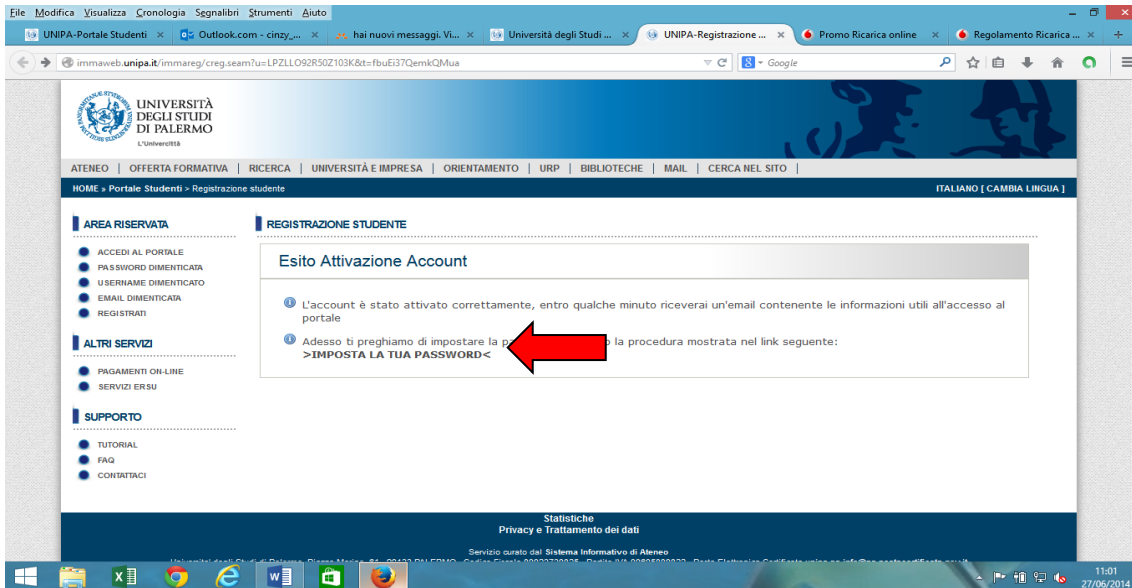 File Modifica Visualizza Cronologia Segnalibri Strumenti Aiuto
UNIPA-Portale Studenti
Outlook.com - cinzy_...
hai nuovi messaggi. Vi...
Università degli Studi ...
UNIPA-Registrazione ...
Promo Ricarica online
Regolamento Ricarica ...
immaweb.unipa.it/immareg/creg.seam?u=LPZLLO92R50Z103K&t=fbuEi37QemkQMua
Google
UNIVERSITÀ
DEGLI STUDI
DI PALERMO
L'Univercittà
ATENEO | OFFERTA FORMATIVA | RICERCA | UNIVERSITÀ E IMPRESA | ORIENTAMENTO | URP | BIBLIOTECHE | MAIL | CERCA NEL SITO |
HOME » Portale Studenti > Registrazione studente
ITALIANO [ CAMBIA LINGUA ]
AREA RISERVATA
ACCEDI AL PORTALE
PASSWORD DIMENTICATA
USERNAME DIMENTICATO
EMAIL DIMENTICATA
REGISTRATI
ALTRI SERVIZI
PAGAMENTI ON-LINE
SERVIZI ERSU
SUPPORTO
TUTORIAL
FAQ
CONTATTACI
REGISTRAZIONE STUDENTE
Esito Attivazione Account
L'account è stato attivato correttamente, entro qualche minuto riceverai un'email contenente le informazioni utili all'accesso al
portale
Adesso ti preghiamo di impostare la la procedura mostrata nel link seguente:
>IMPOSTA LA TUA PASSWORD<
Statistiche
Privacy e Trattamento dei dati
Servizio curato dal Sistema Informativo di Ateneo
11:01
27/06/2014